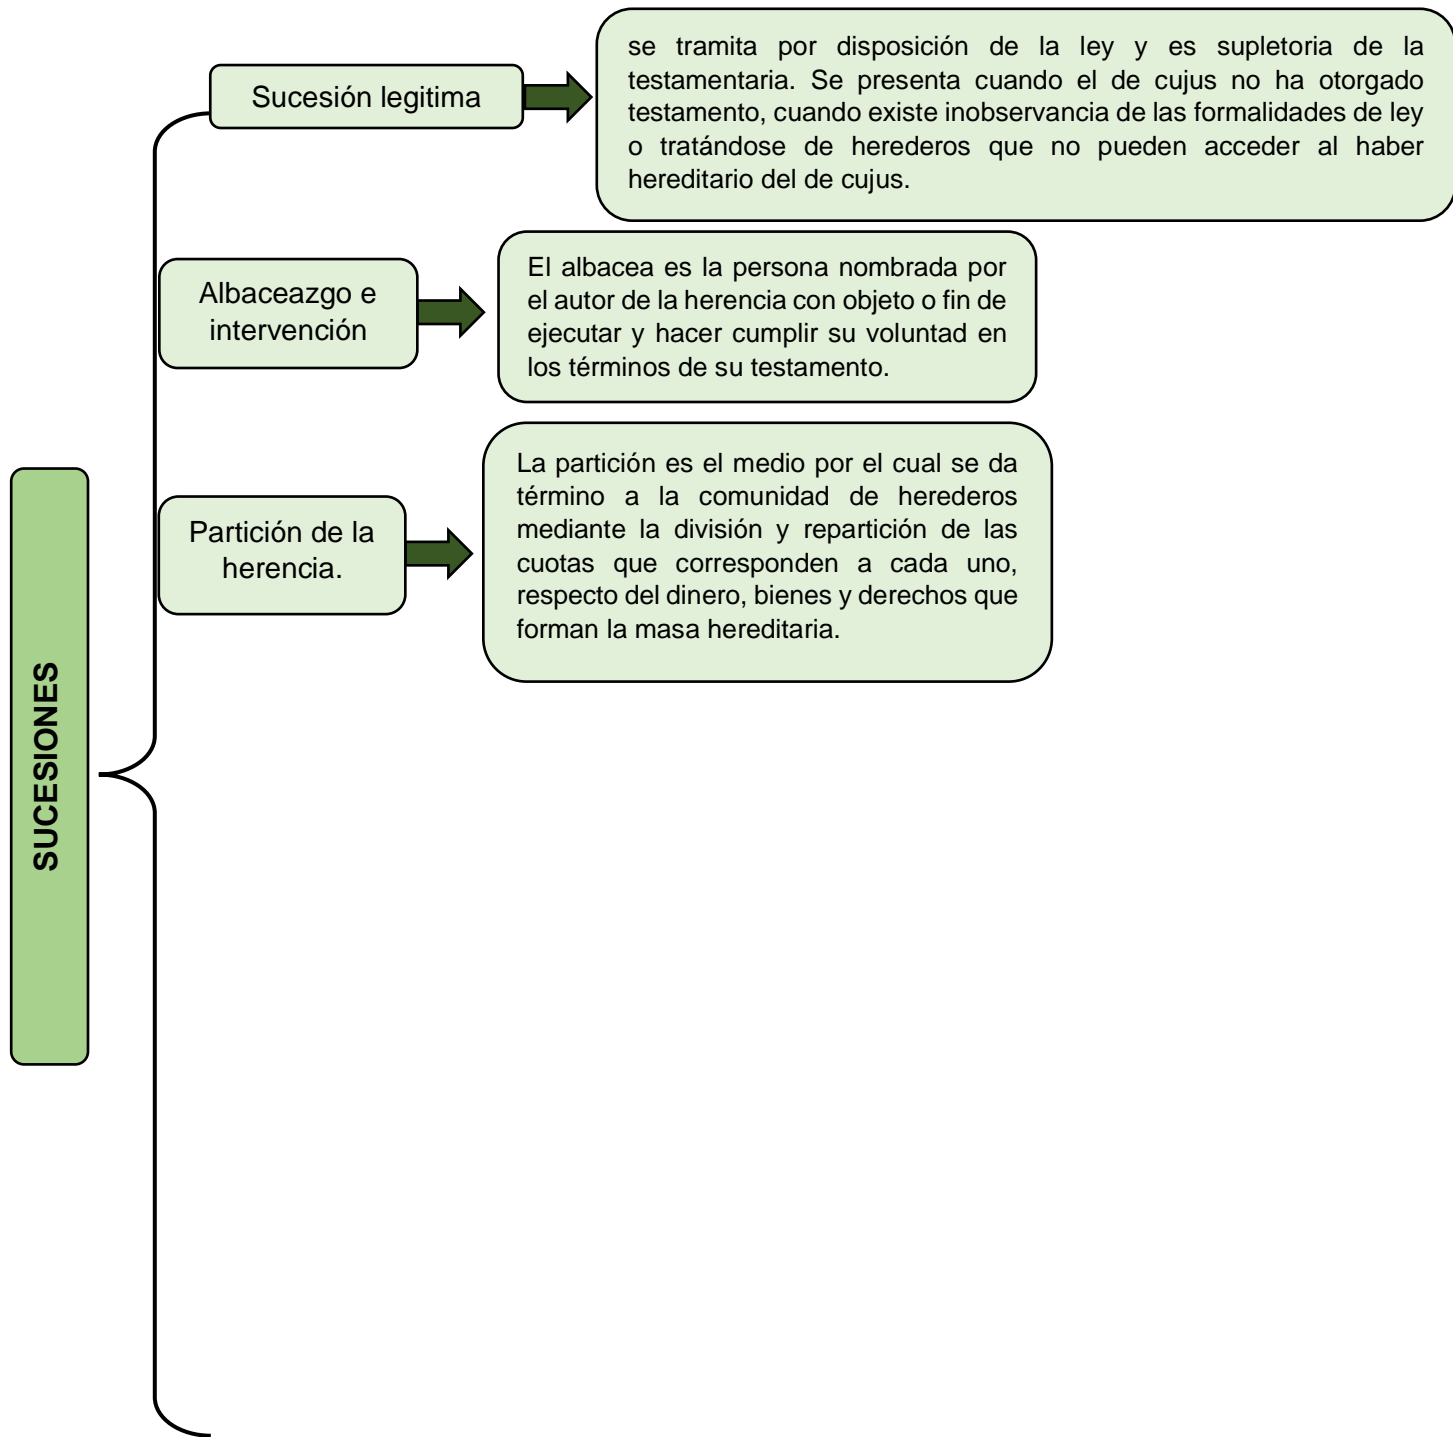 SUCESIONES
Sucesión legitima
se tramita por disposición de la ley y es supletoria de la
testamentaria. Se presenta cuando el de cujus no ha otorgado
testamento, cuando existe inobservancia de las formalidades de ley
o tratándose de herederos que no pueden acceder al haber
hereditario del de cujus.
Albaceazgo e
intervención
El albacea es la persona nombrada por
el autor de la herencia con objeto o fin de
ejecutar y hacer cumplir su voluntad en
los términos de su testamento.
Partición de la
herencia.
La partición es el medio por el cual se da
término a la comunidad de herederos
mediante la división y repartición de las
cuotas que corresponden a cada uno,
respecto del dinero, bienes y derechos que
forman la masa hereditaria.